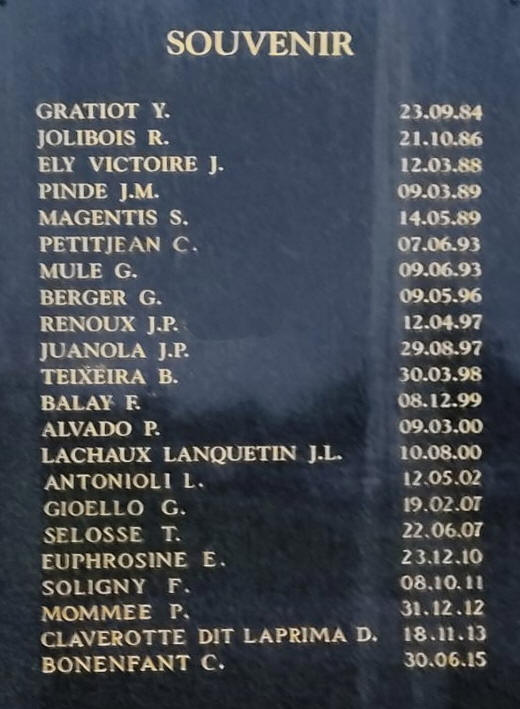 SOUVENIR
GRATIOT Y. 23.09.84
JOLIBOIS R. 21.10.86
ELY VICTOIRE J. 12.03.88
PINDE J.M. 09.03.89
MAGENTIS S. 14.05.89
PETITJEAN C. 07.06.93
MULE G. 09.06.93
BERGER G. 09.05.96
RENOUX J.P. 12.04.97
JUANOLA J.P. 29.08.97
TEIXEIRA B. 30.03.98
BALAY F. 08.12.99
ALVADO P. 09.03.00
LACHAUX LANQUETIN J.L. 10.08.00
ANTONIOLI L. 12.05.02
GIOELLO G. 19.02.07
SELOSSE T. 22.06.07
EUPHROSINE E. 23.12.10
SOLIGNY F. 08.10.11
MOMMEE P. 31.12.12
CLAVEROTTE DIT LAPRIMA D. 18.11.13
BONENFANT C. 30.06.15